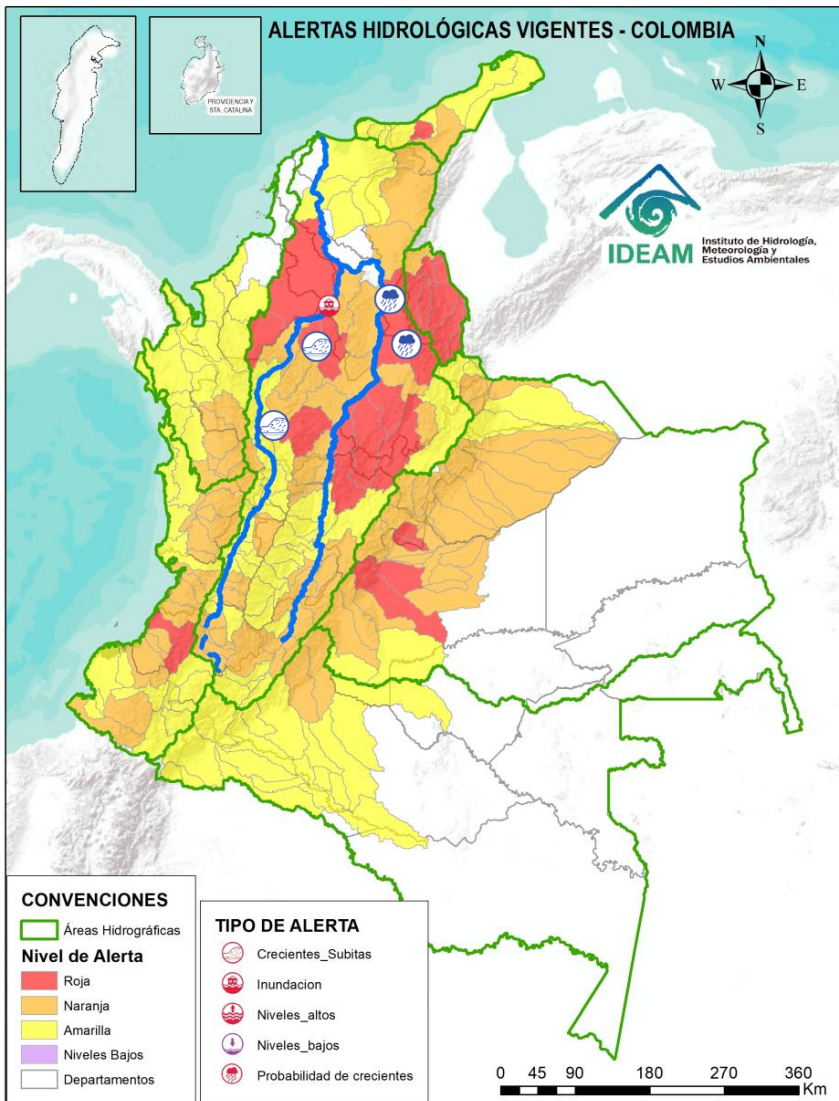 ALERTAS HIDROLÓGICAS VIGENTES - COLOMBIA
PROVIDENCIA Y
STA. CATALINA
N
W
E
S
IDEAM
Instituto de Hidrología,
Meteorología y
Estudios Ambientales
CONVENCIONES
Áreas Hidrográficas
Nivel de Alerta
Roja
Naranja
Amarilla
Niveles Bajos
Departamentos
TIPO DE ALERTA
Crecientes_Subitas
Inundacion
Niveles_altos
Niveles_bajos
Probabilidad de crecientes
0 45 90 180 270 360
Km